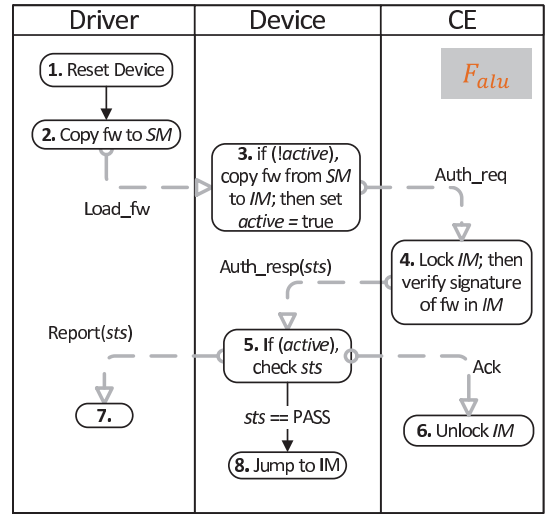 Driver
Device
CE
F_alu
1. Reset Device
2. Copy fw to SM
Load_fw
3. if (!active),
copy fw from SM
to IM; then set
active = true
Auth_req
4. Lock IM; then
verify signature
of fw in IM
Auth_resp(sts)
5. If (active),
check sts
Report(sts)
Ack
7.
sts == PASS
6. Unlock IM
8. Jump to IM